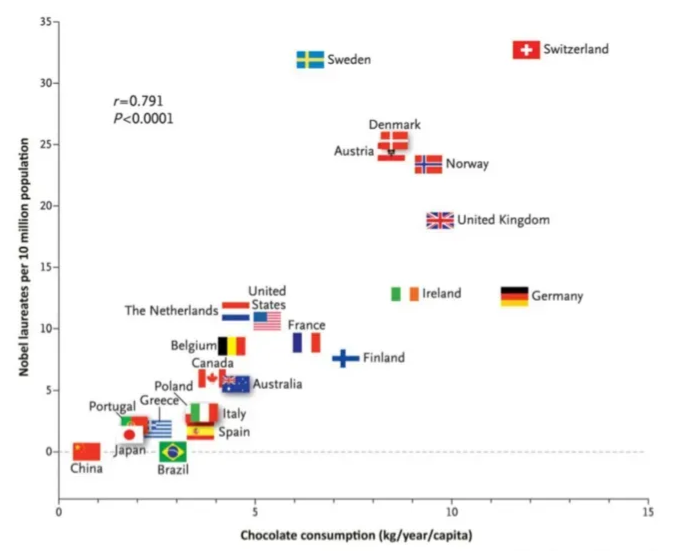 35
Sweden
Switzerland
30
r=0.791
P<0.0001
Denmark
25
Austria
Norway
20
United Kingdom
15
Ireland
Germany
United
States
The Netherlands
10
France
Belgium
Finland
Canada
5
Poland
Australia
Greece
Portugal
Italy
Spain
Japan
0
China
Brazil
0
5
10
15
Chocolate consumption (kg/year/capita)
Nobel laureates per 10 million population